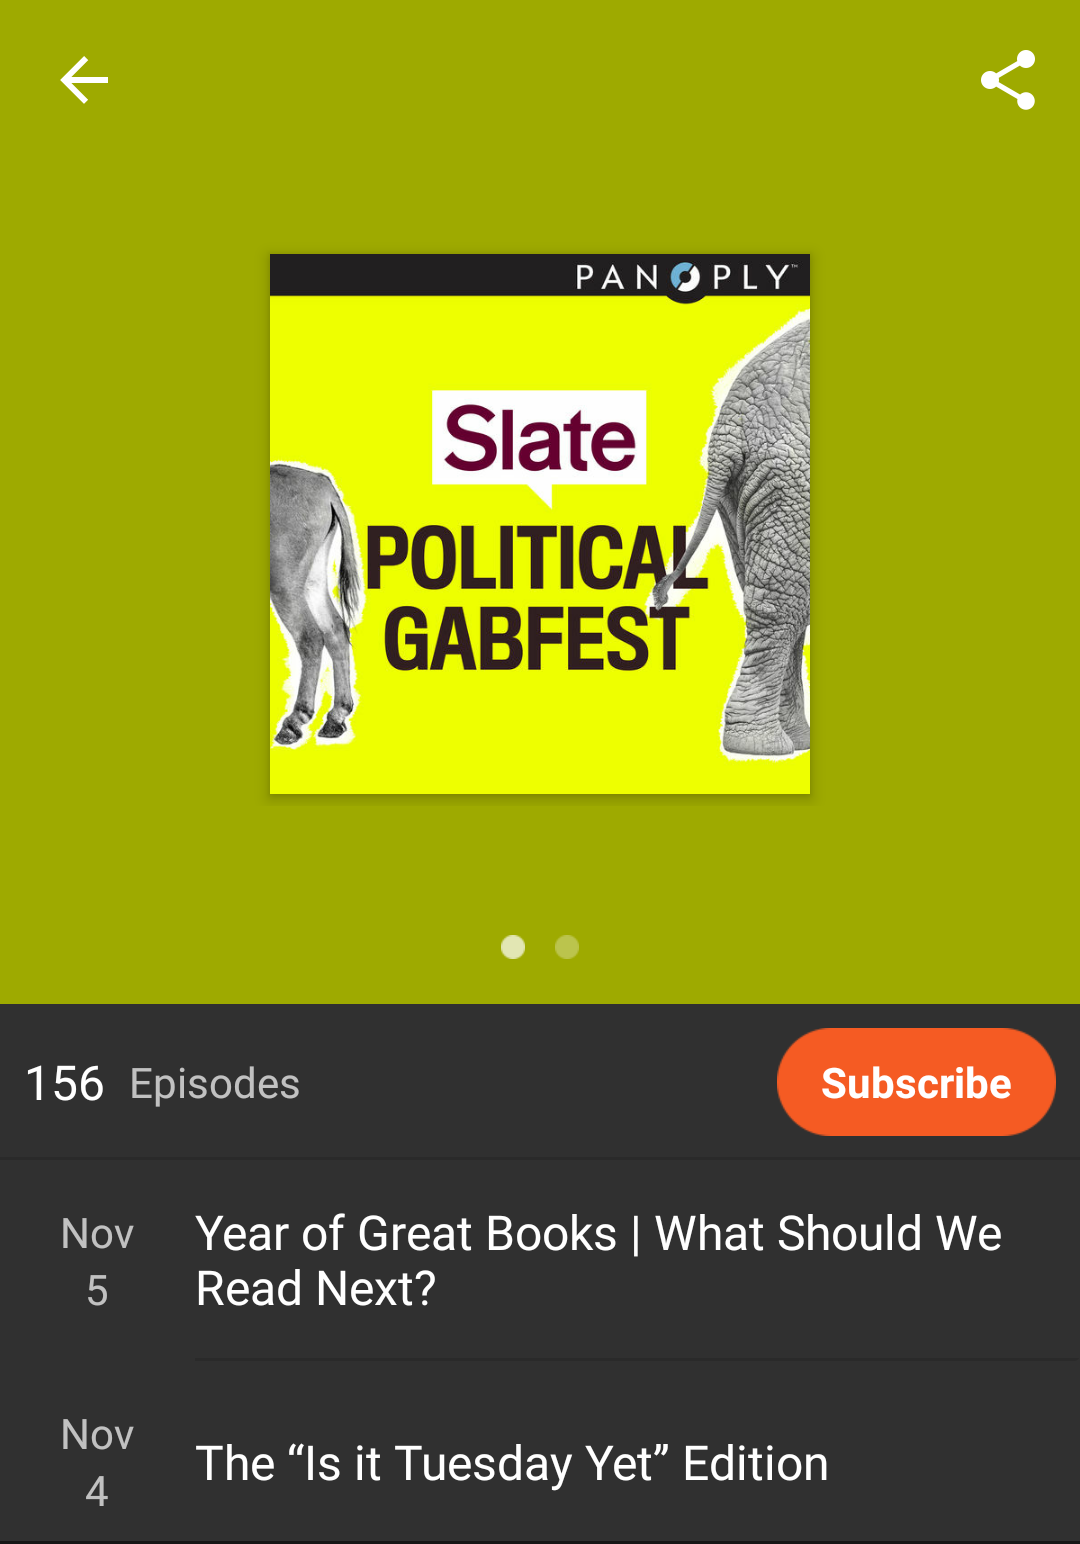 PANOPLY™
Slate
POLITICAL
GABFEST
156 Episodes
Subscribe
Nov
5
Year of Great Books | What Should We
Read Next?
Nov
4
The “Is it Tuesday Yet” Edition